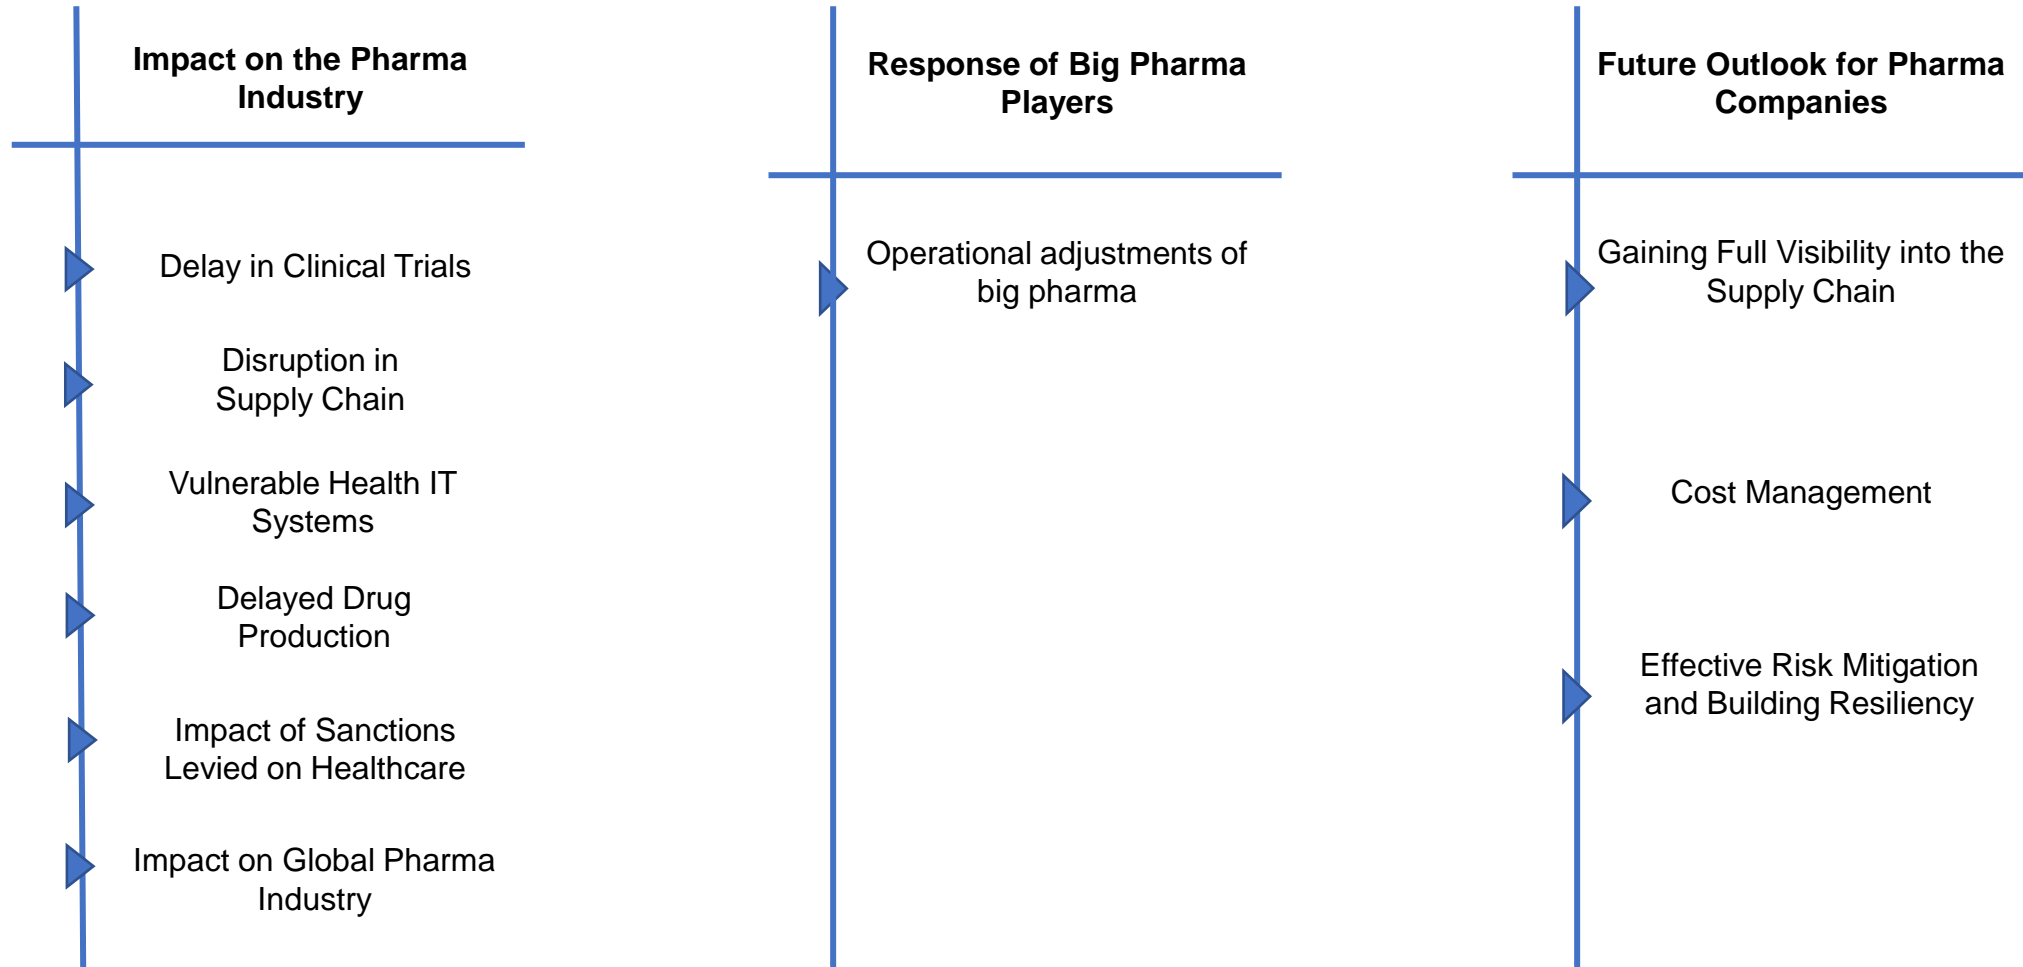 Impact on the Pharma
Industry
Delay in Clinical Trials
Disruption in
Supply Chain
Vulnerable Health IT
Systems
Delayed Drug
Production
Impact of Sanctions
Levied on Healthcare
Impact on Global Pharma
Industry
Response of Big Pharma
Players
Operational adjustments of
big pharma
Future Outlook for Pharma
Companies
Gaining Full Visibility into the
Supply Chain
Cost Management
Effective Risk Mitigation
and Building Resiliency